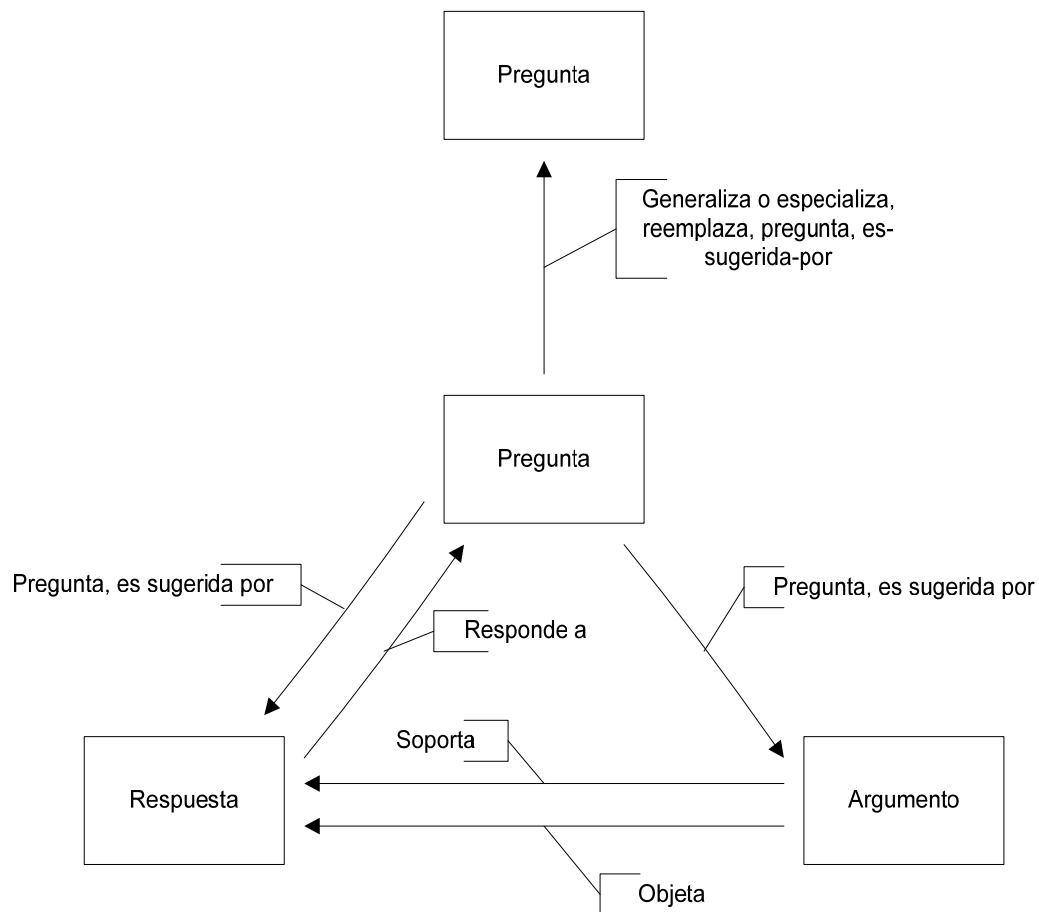 Pregunta
Generaliza o especializa,
reemplaza, pregunta, es-
sugerida-por
Pregunta
Pregunta, es sugerida por
Pregunta, es sugerida por
Responde a
Soporta
Respuesta
Argumento
Objeta